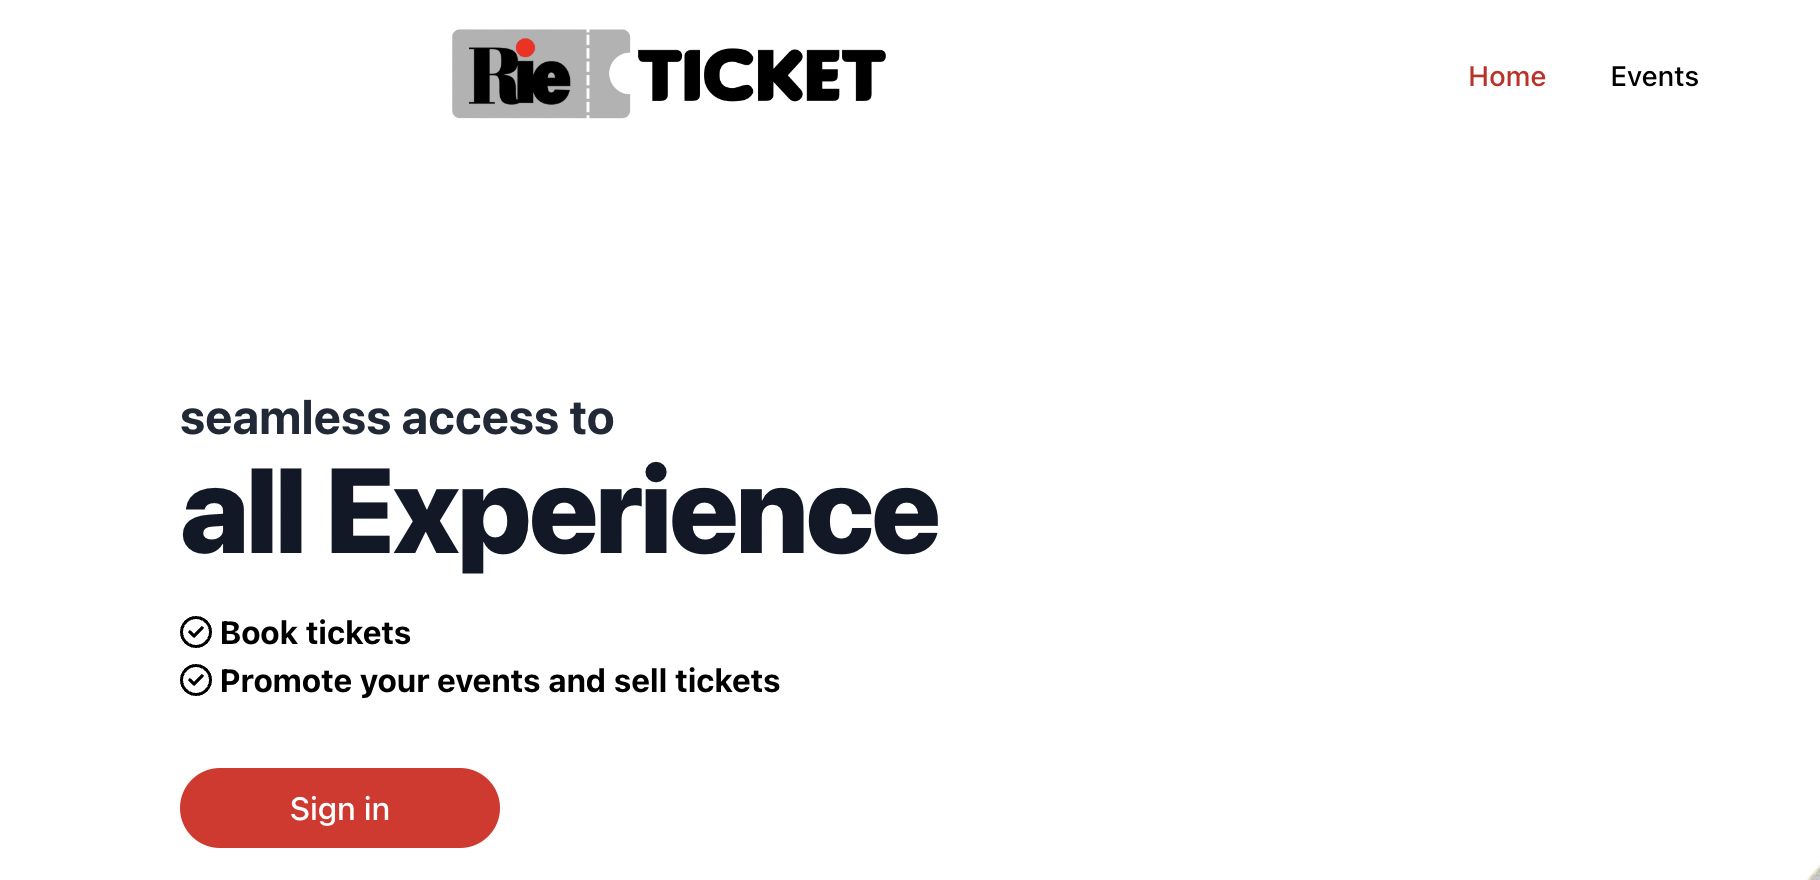 Rie TICKET
Home Events
seamless access to
all Experience
Book tickets
Promote your events and sell tickets
Sign in